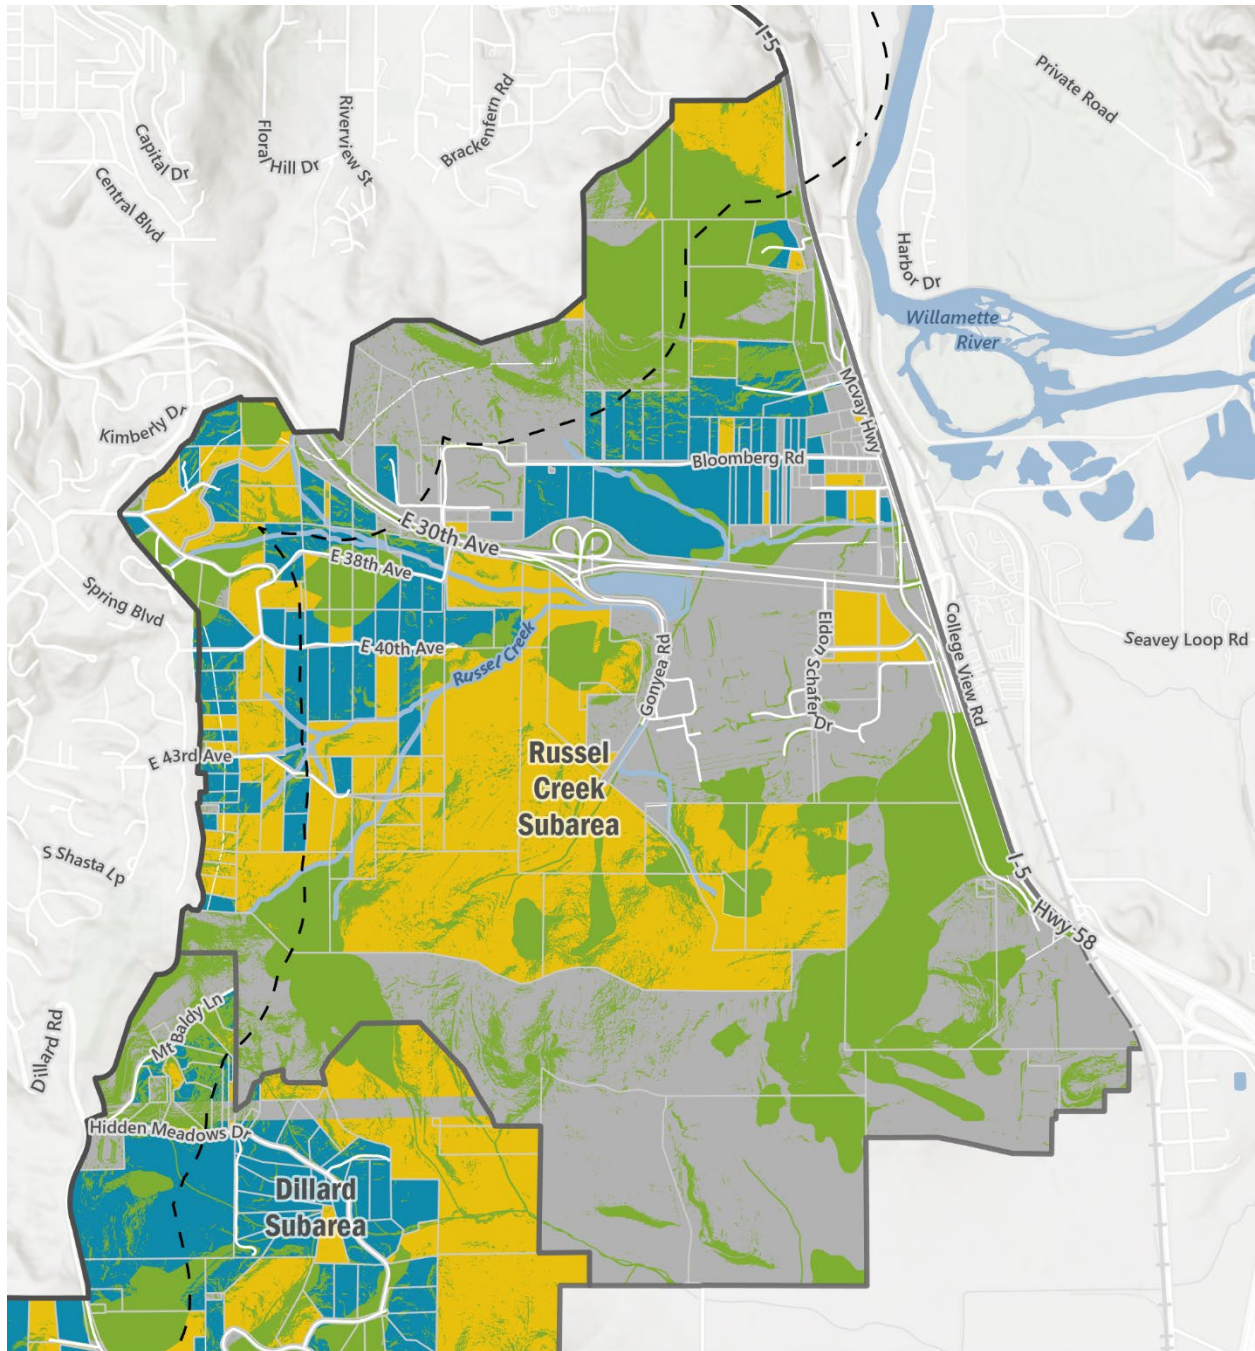 I-5
Private Road
Capital Dr
Floral Hill Dr
Riverview St
Brackenfern Rd
Central Blvd
Harbor Dr
Willamette
River
Mcvay Hwy
Kimberly Dr
Bloomberg Rd
E 30th Ave
E 38th Ave
Spring Blvd
E 40th Ave
Russel Creek
Gonyea Rd
Eldon Schafer Dr
College View Rd
Seavey Loop Rd
E 43rd Ave
Russel
Creek
Subarea
S Shasta Lp
I-5
Hwy 58
Mt Baldy Ln
Dillard Rd
Hidden Meadows Dr
Dillard
Subarea